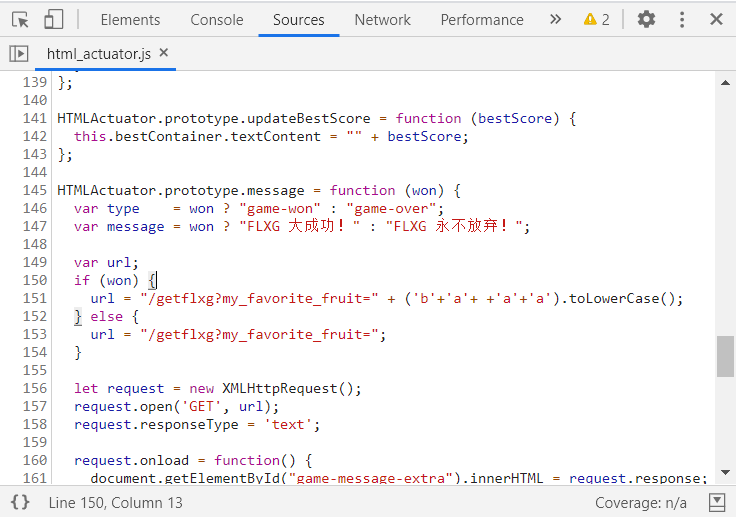 Elements Console Sources Network Performance » 2
html_actuator.js ×
139 };
140
141 HTMLActuator.prototype.updateBestScore = function (bestScore) {
142   this.bestContainer.textContent = "" + bestScore;
143 };
144
145 HTMLActuator.prototype.message = function (won) {
146   var type    = won ? "game-won" : "game-over";
147   var message = won ? "FLXG 大成功！" : "FLXG 永不放弃！";
148
149   var url;
150   if (won) {
151     url = "/getflxg?my_favorite_fruit=" + ('b'+'a'+ +'a'+'a').toLowerCase();
152   } else {
153     url = "/getflxg?my_favorite_fruit=";
154   }
155
156   let request = new XMLHttpRequest();
157   request.open('GET', url);
158   request.responseType = 'text';
159
160   request.onload = function() {
161     document.getElementById("game-message-extra").innerHTML = request.response;
{} Line 150, Column 13 Coverage: n/a